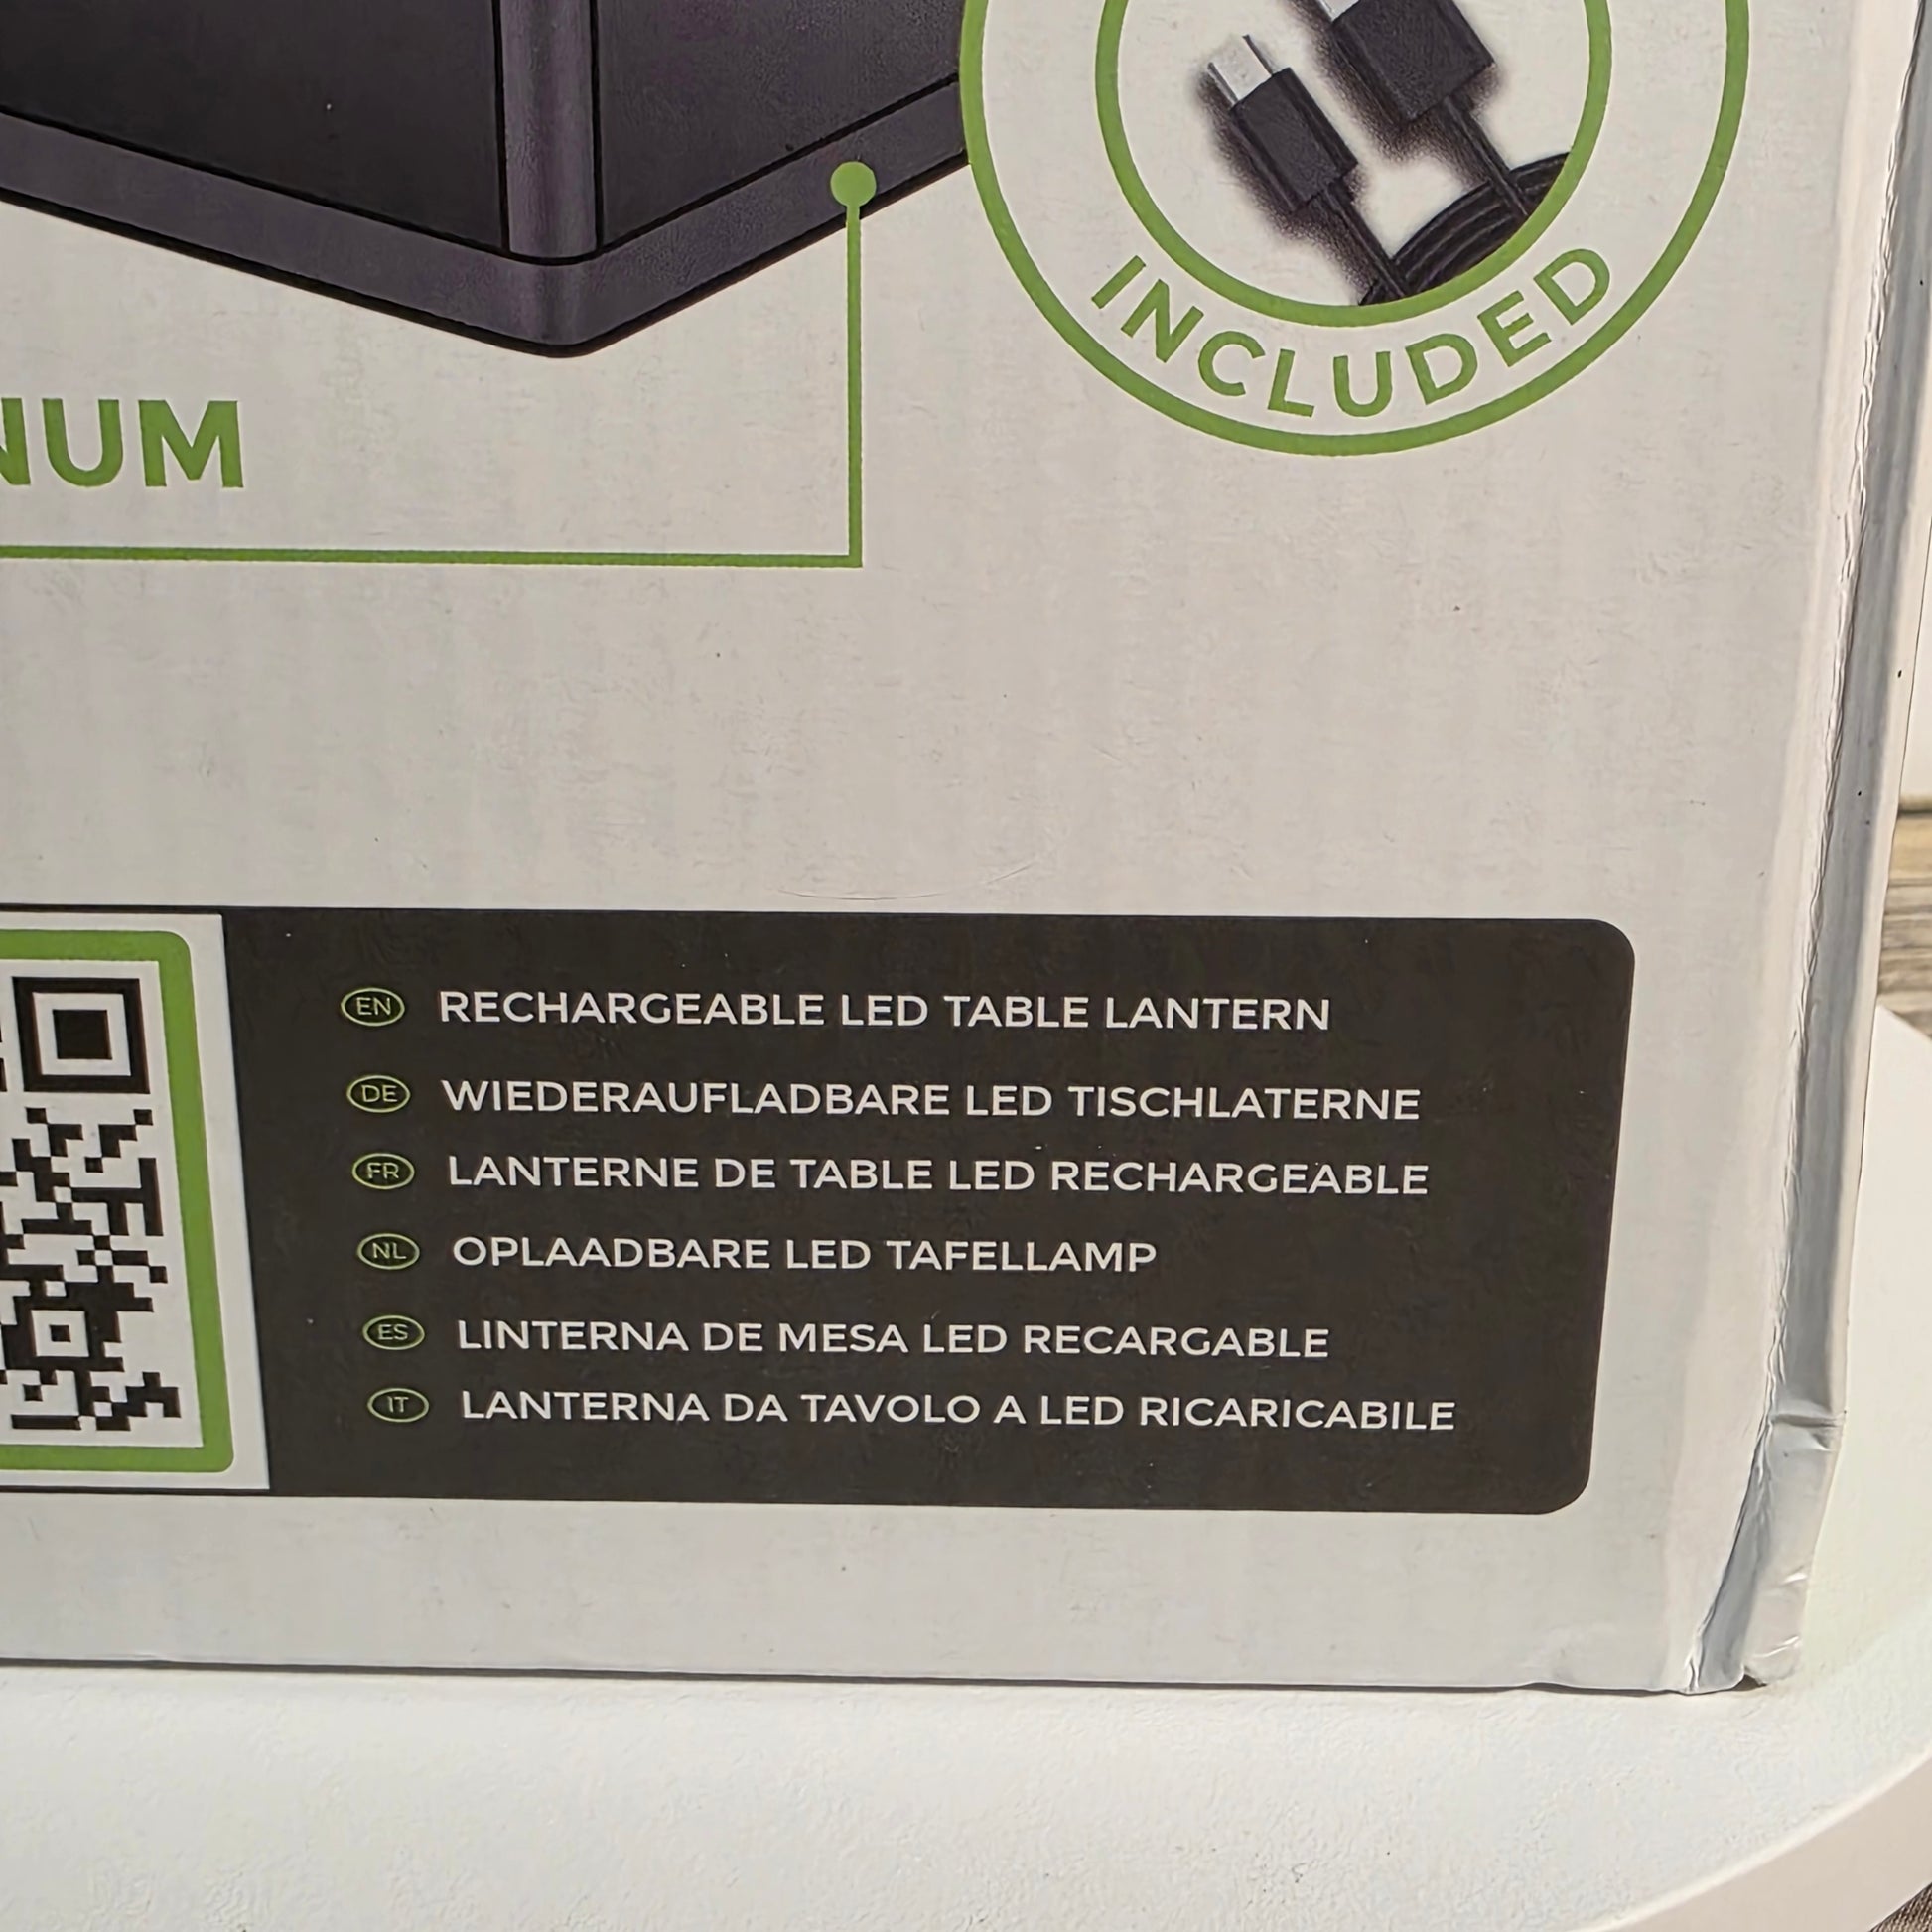 INCLUDED
NUM
EN RECHARGEABLE LED TABLE LANTERN
DE WIEDERAUFLADBARE LED TISCHLATERNE
FR LANTERNE DE TABLE LED RECHARGEABLE
NL OPLAADBARE LED TAFELLAMP
ES LINTERNA DE MESA LED RECARGABLE
IT LANTERNA DA TAVOLO A LED RICARICABILE